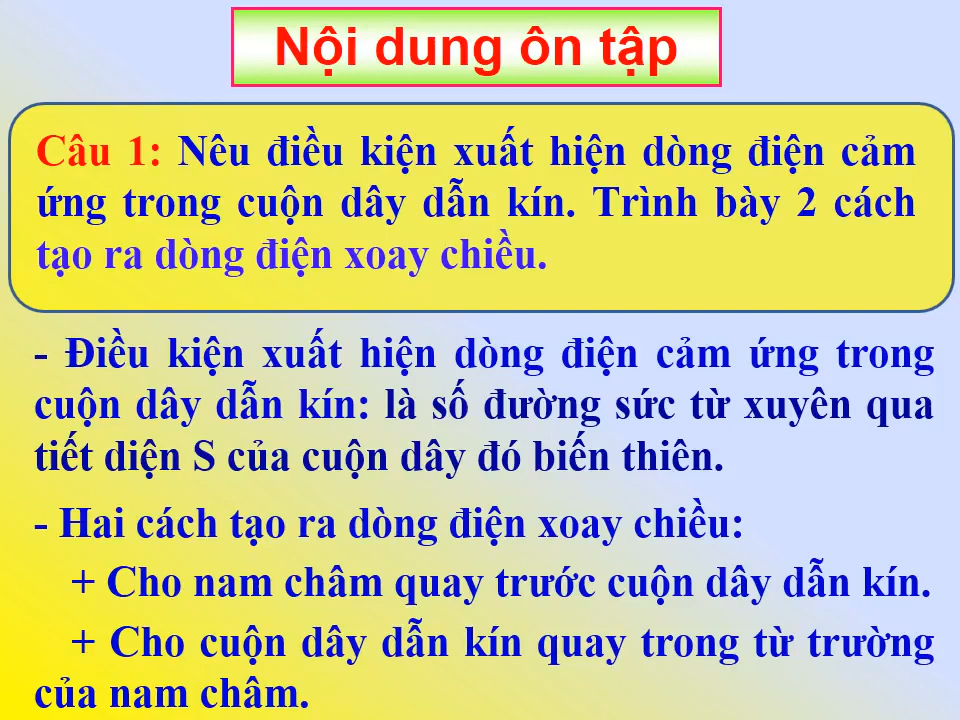 Nội dung ôn tập
Câu 1: Nêu điều kiện xuất hiện dòng điện cảm
ứng trong cuộn dây dẫn kín. Trình bày 2 cách
tạo ra dòng điện xoay chiều.
- Điều kiện xuất hiện dòng điện cảm ứng trong
cuộn dây dẫn kín: là số đường sức từ xuyên qua
tiết diện S của cuộn dây đó biến thiên.
- Hai cách tạo ra dòng điện xoay chiều:
+ Cho nam châm quay trước cuộn dây dẫn kín.
+ Cho cuộn dây dẫn kín quay trong từ trường
của nam châm.